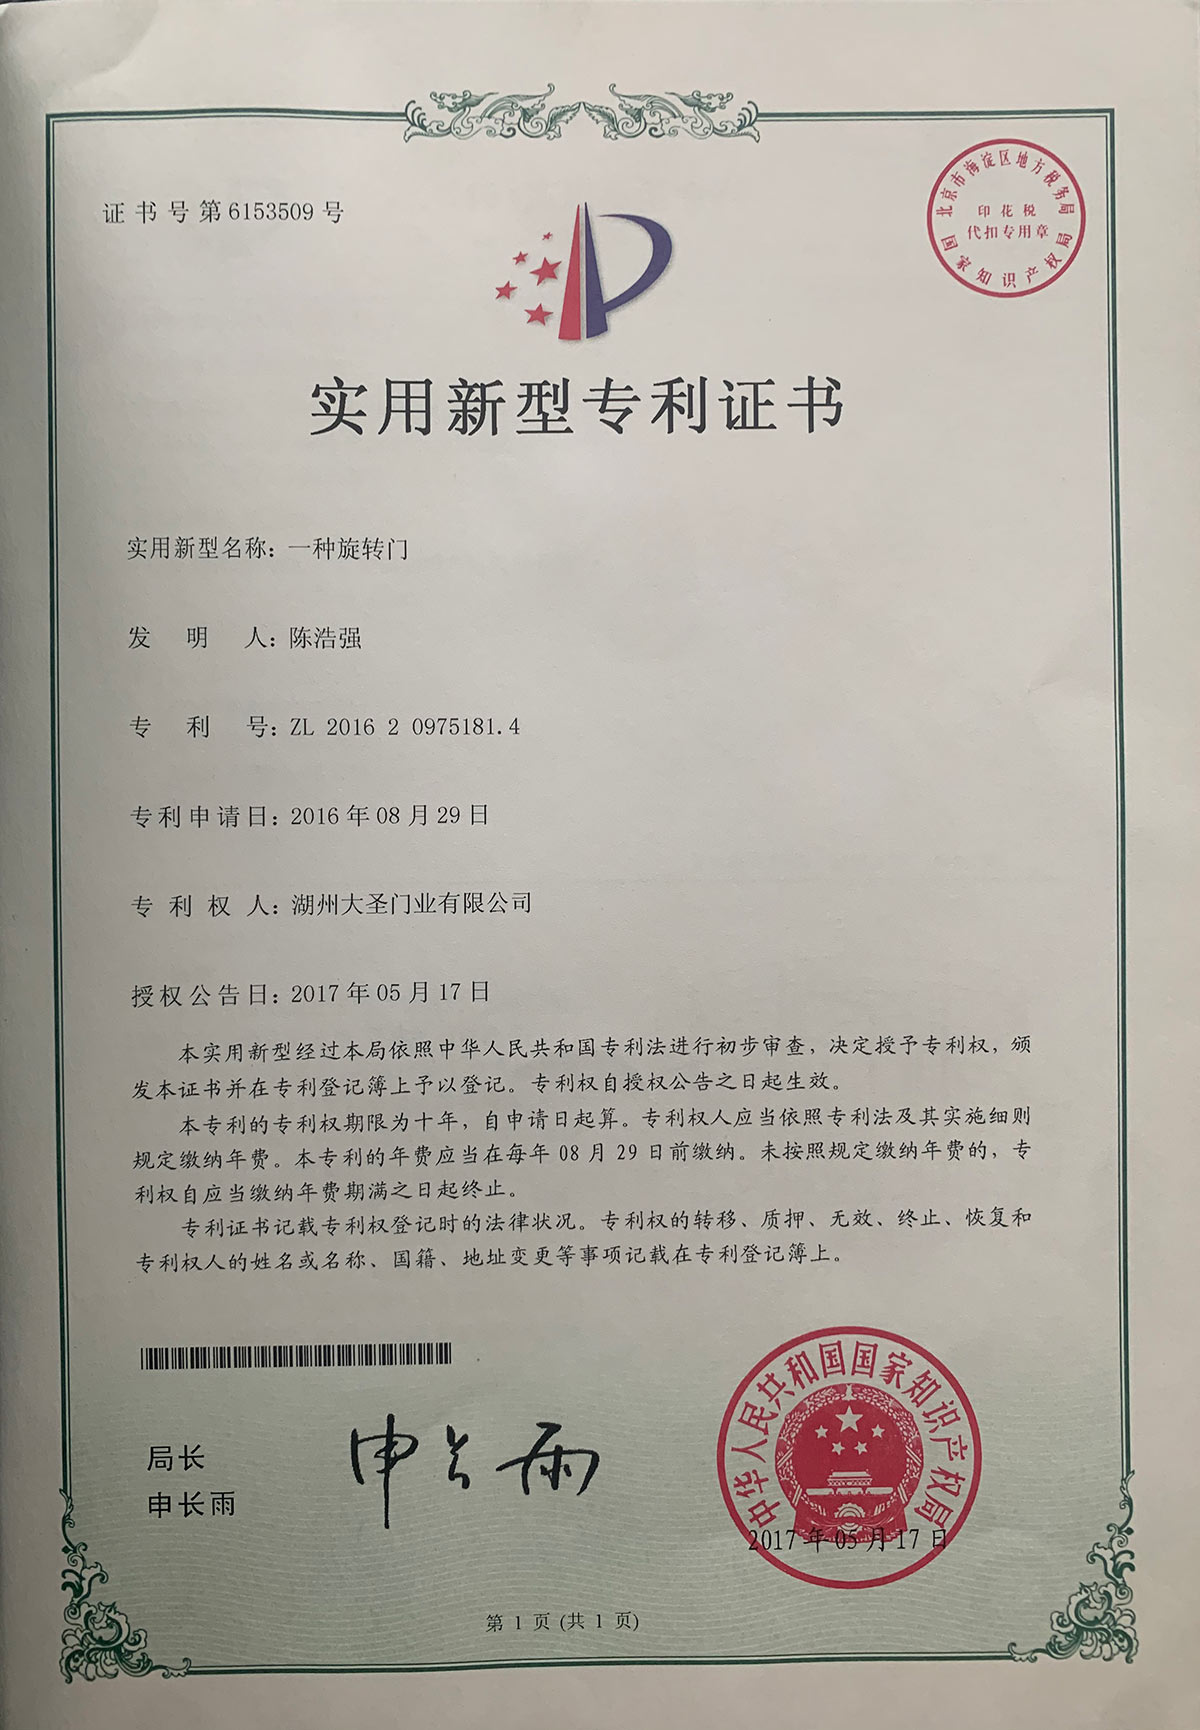 证书号第6153509号
北京市海淀区地方税务局
印花税
代扣专用章
国家知识产权局
实用新型专利证书
实用新型名称：一种旋转门
发明人：陈浩强
专利号：ZL 2016 2 0975181.4
专利申请日：2016年08月29日
专利权人：湖州大圣门业有限公司
授权公告日：2017年05月17日
本实用新型经过本局依照中华人民共和国专利法进行初步审查，决定授予专利权，颁
发本证书并在专利登记簿上予以登记。专利权自授权公告之日起生效。
本专利的专利权期限为十年，自申请日起算。专利权人应当依照专利法及其实施细则
规定缴纳年费。本专利的年费应当在每年08月29日前缴纳。未按照规定缴纳年费的，专
利权自应当缴纳年费期满之日起终止。
专利证书记载专利权登记时的法律状况。专利权的转移、质押、无效、终止、恢复和
专利权人的姓名或名称、国籍、地址变更等事项记载在专利登记簿上。
局长
申长雨
申长雨
中华人民共和国国家知识产权局
2017年05月17日
第1页(共1页)